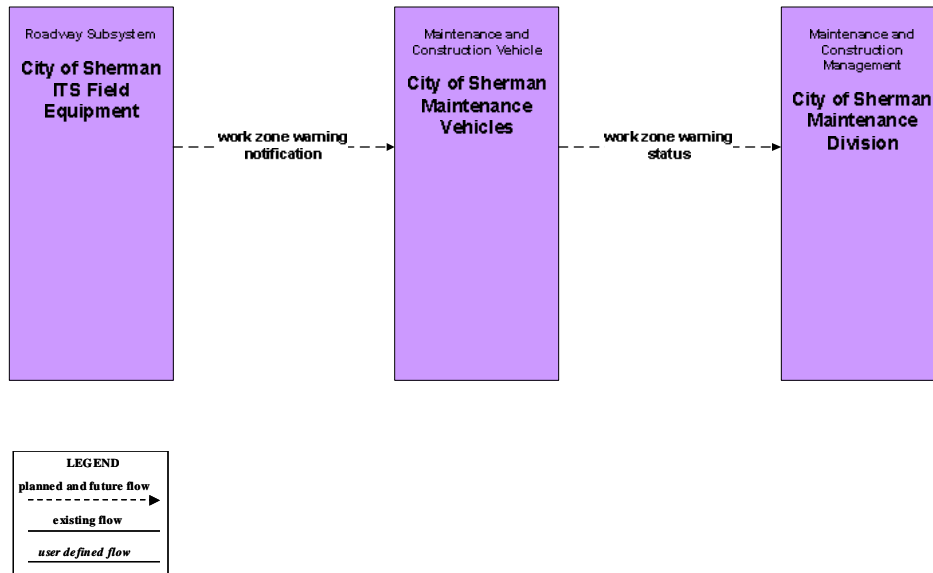 Roadway Subsystem
City of Sherman
ITS Field
Equipment
work zone warning
notification
Maintenance and
Construction Vehicle
City of Sherman
Maintenance
Vehicles
work zone warning
status
Maintenance and
Construction
Management
City of Sherman
Maintenance
Division
LEGEND
planned and future flow
existing flow
user defined flow